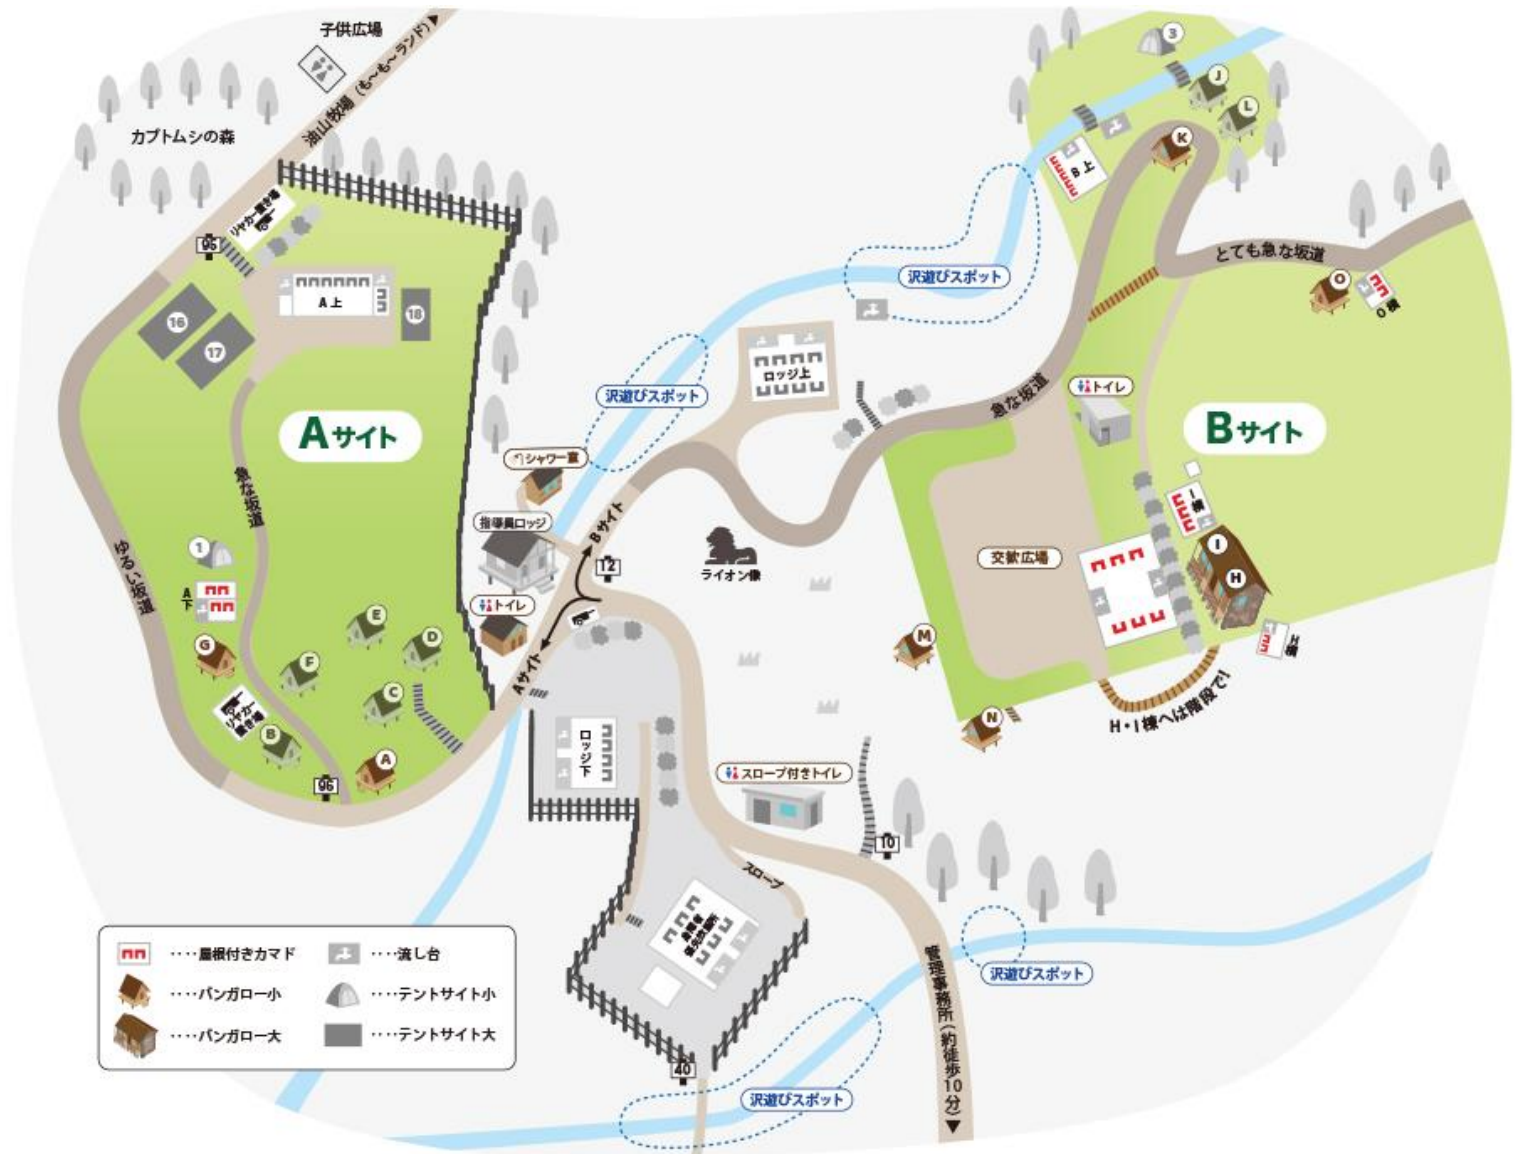 子供広場
油山牧場(も～も～ランド)▶
カブトムシの森
リヤカー置き場
95
A上
16
17
18
Aサイト
急な坂道
ゆるい坂道
1
A下
G
F
E
D
C
B
A
リヤカー置き場
96
シャワー室
指導員ロッジ
トイレ
Bサイト
Aサイト
12
ライオン像
沢遊びスポット
沢遊びスポット
ロッジ上
3
J
L
K
B上
とても急な坂道
O
O棟
急な坂道
トイレ
Bサイト
I棟
I
H
H棟
交歓広場
M
N
H・I棟へは階段で!
ロッジ下
スロープ付きトイレ
10
スロープ
40
管理事務所(約徒歩10分)▶
沢遊びスポット
沢遊びスポット
‥‥屋根付きカマド
‥‥流し台
‥‥バンガロー小
‥‥テントサイト小
‥‥バンガロー大
‥‥テントサイト大